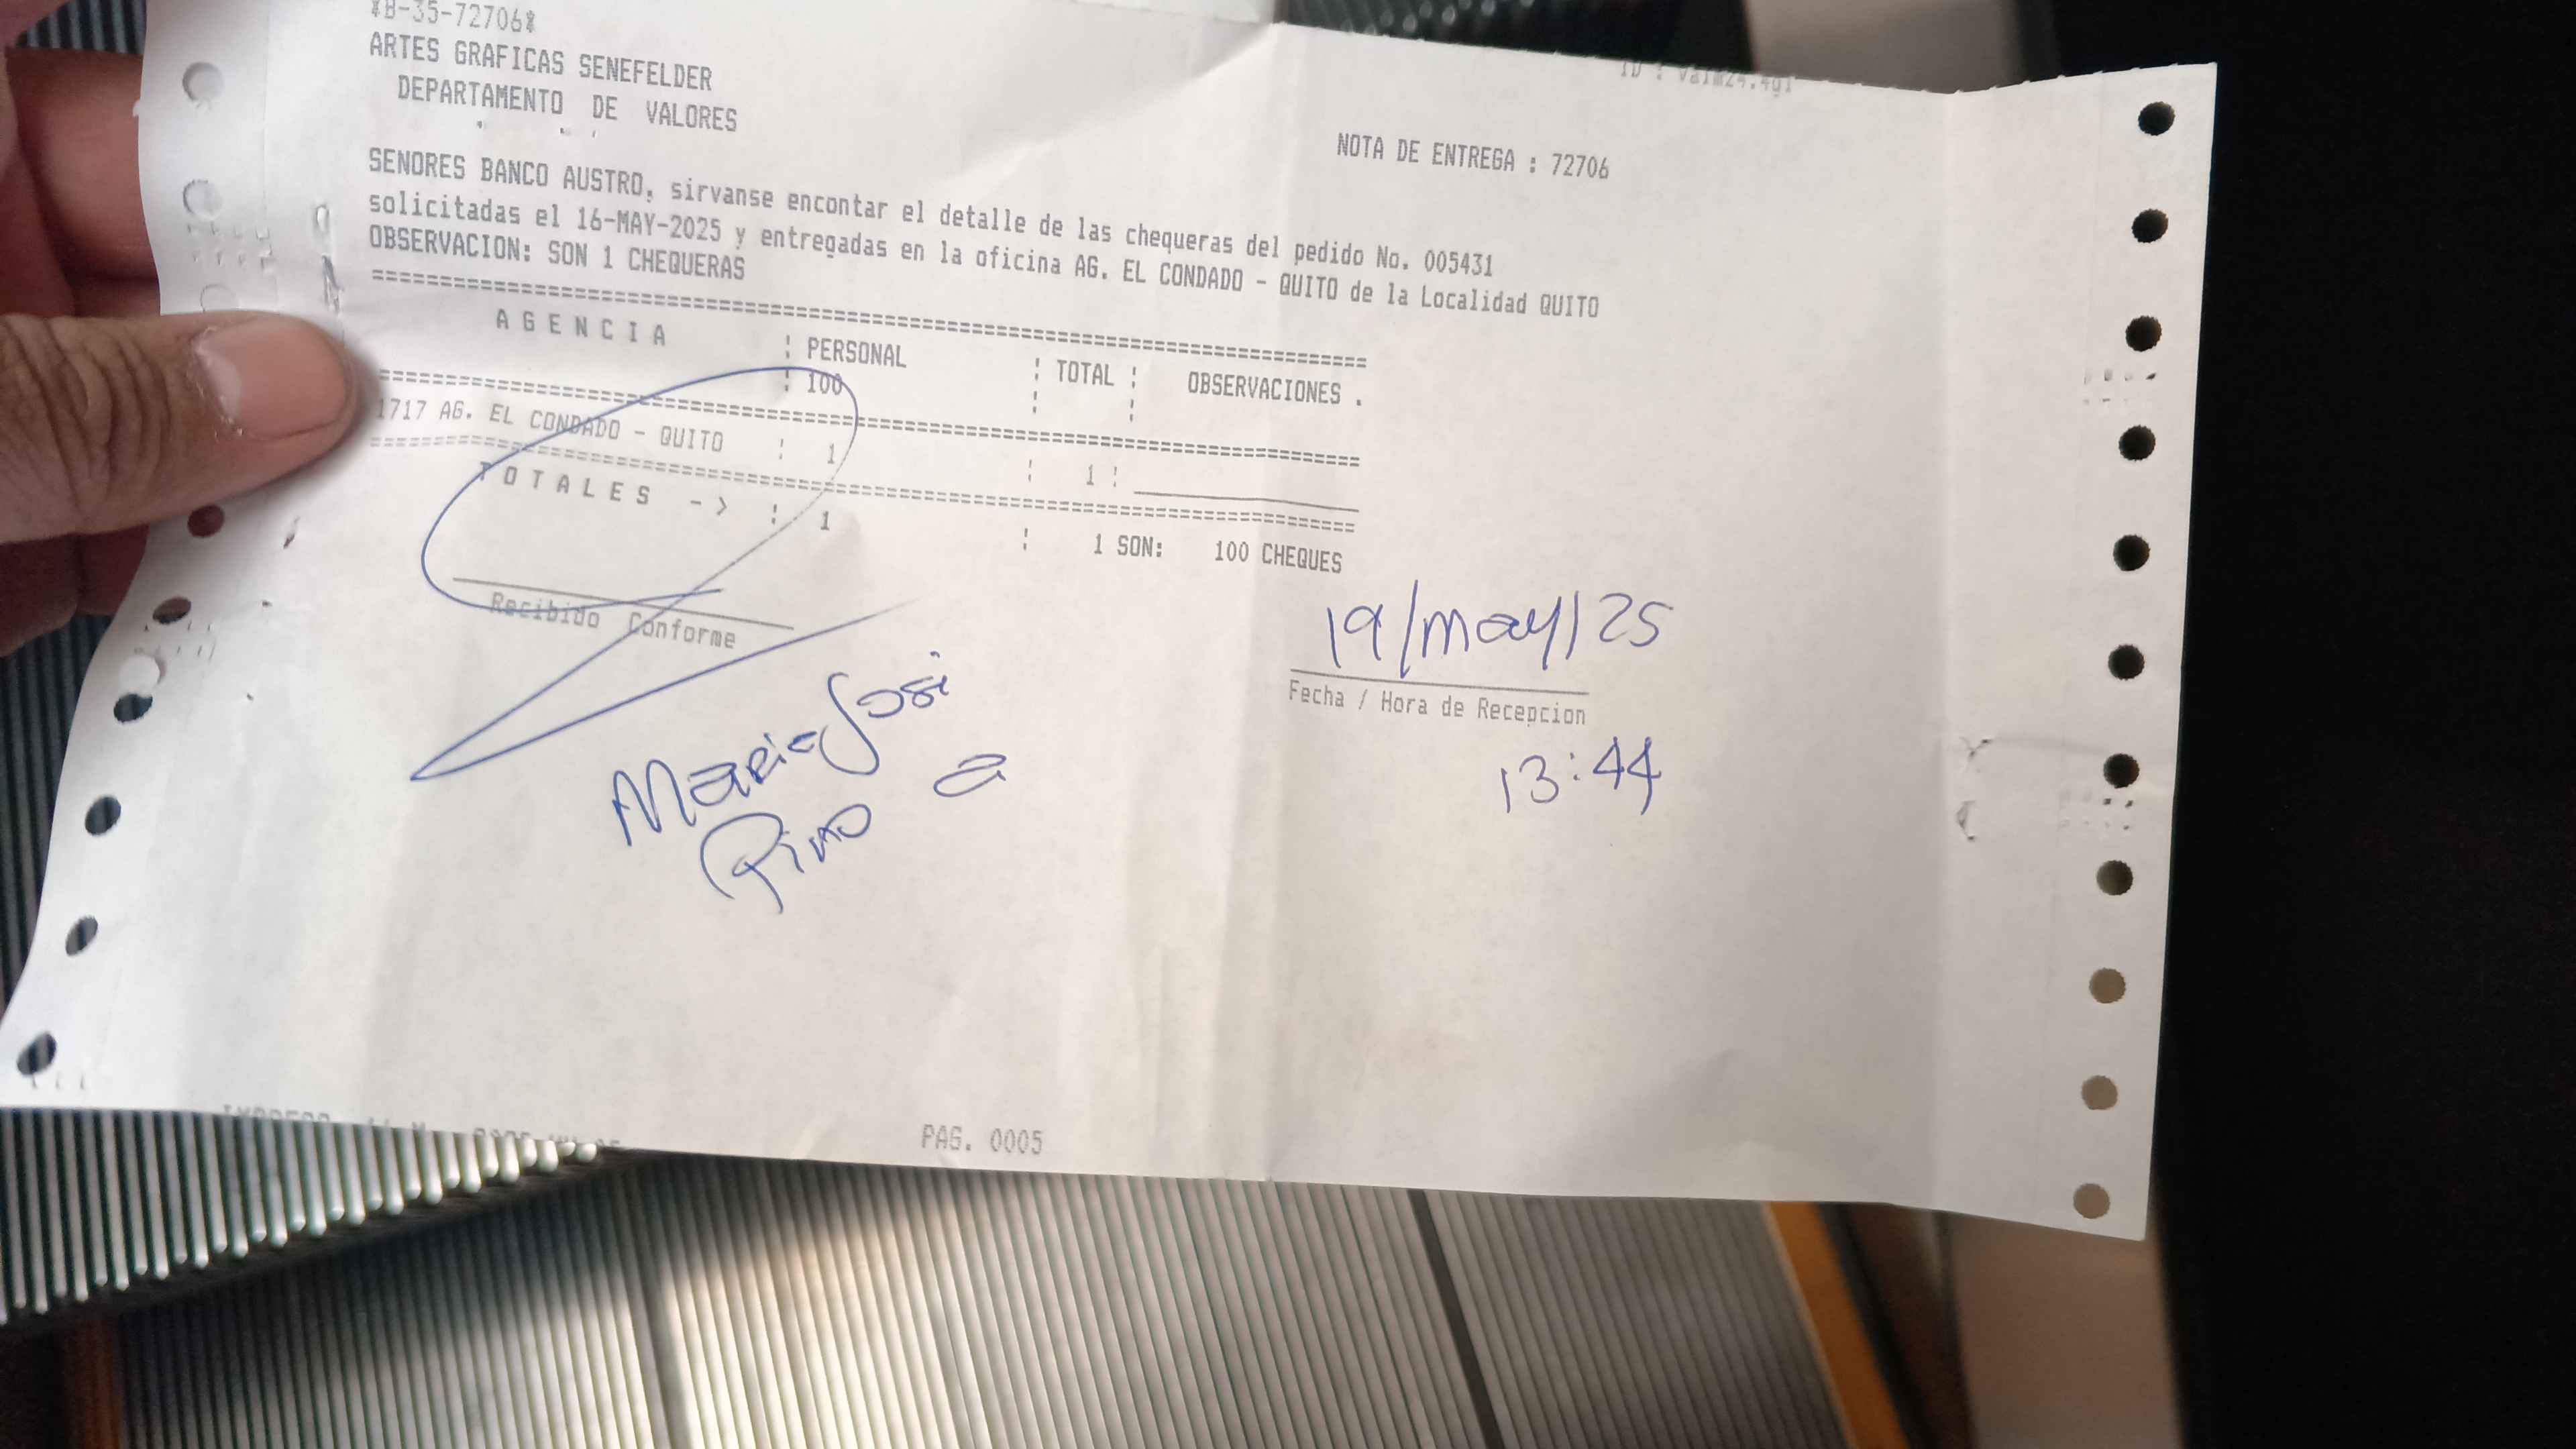 *B-35-72706*
ARTES GRAFICAS SENEFELDER
DEPARTAMENTO DE VALORES
NOTA DE ENTREGA : 72706
SENORES BANCO AUSTRO, sirvanse encontar el detalle de las chequeras del pedido No. 005431
solicitadas el 16-MAY-2025 y entregadas en la oficina AG. EL CONDADO - QUITO de la Localidad QUITO
OBSERVACION: SON 1 CHEQUERAS
A G E N C I A : PERSONAL : TOTAL : OBSERVACIONES .
: 100 : :
1717 AG. EL CONDADO - QUITO : 1 : 1 :
T O T A L E S -> : 1 : 1 SON: 100 CHEQUES
19/may/25
Recibido Conforme
Fecha / Hora de Recepcion
13:44
Maria José
Pino a
PAG. 0005